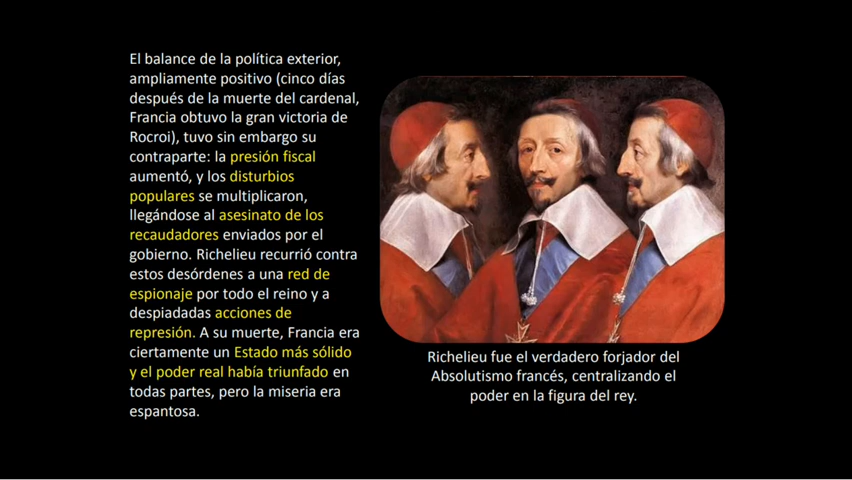 El balance de la política exterior,
ampliamente positivo (cinco días
después de la muerte del cardenal,
Francia obtuvo la gran victoria de
Rocroi), tuvo sin embargo su
contraparte: la presión fiscal
aumentó, y los disturbios
populares se multiplicaron,
llegándose al asesinato de los
recaudadores enviados por el
gobierno. Richelieu recurrió contra
estos desórdenes a una red de
espionaje por todo el reino y a
despiadadas acciones de
represión. A su muerte, Francia era
ciertamente un Estado más sólido
y el poder real había triunfado en
todas partes, pero la miseria era
espantosa.
Richelieu fue el verdadero forjador del
Absolutismo francés, centralizando el
poder en la figura del rey.